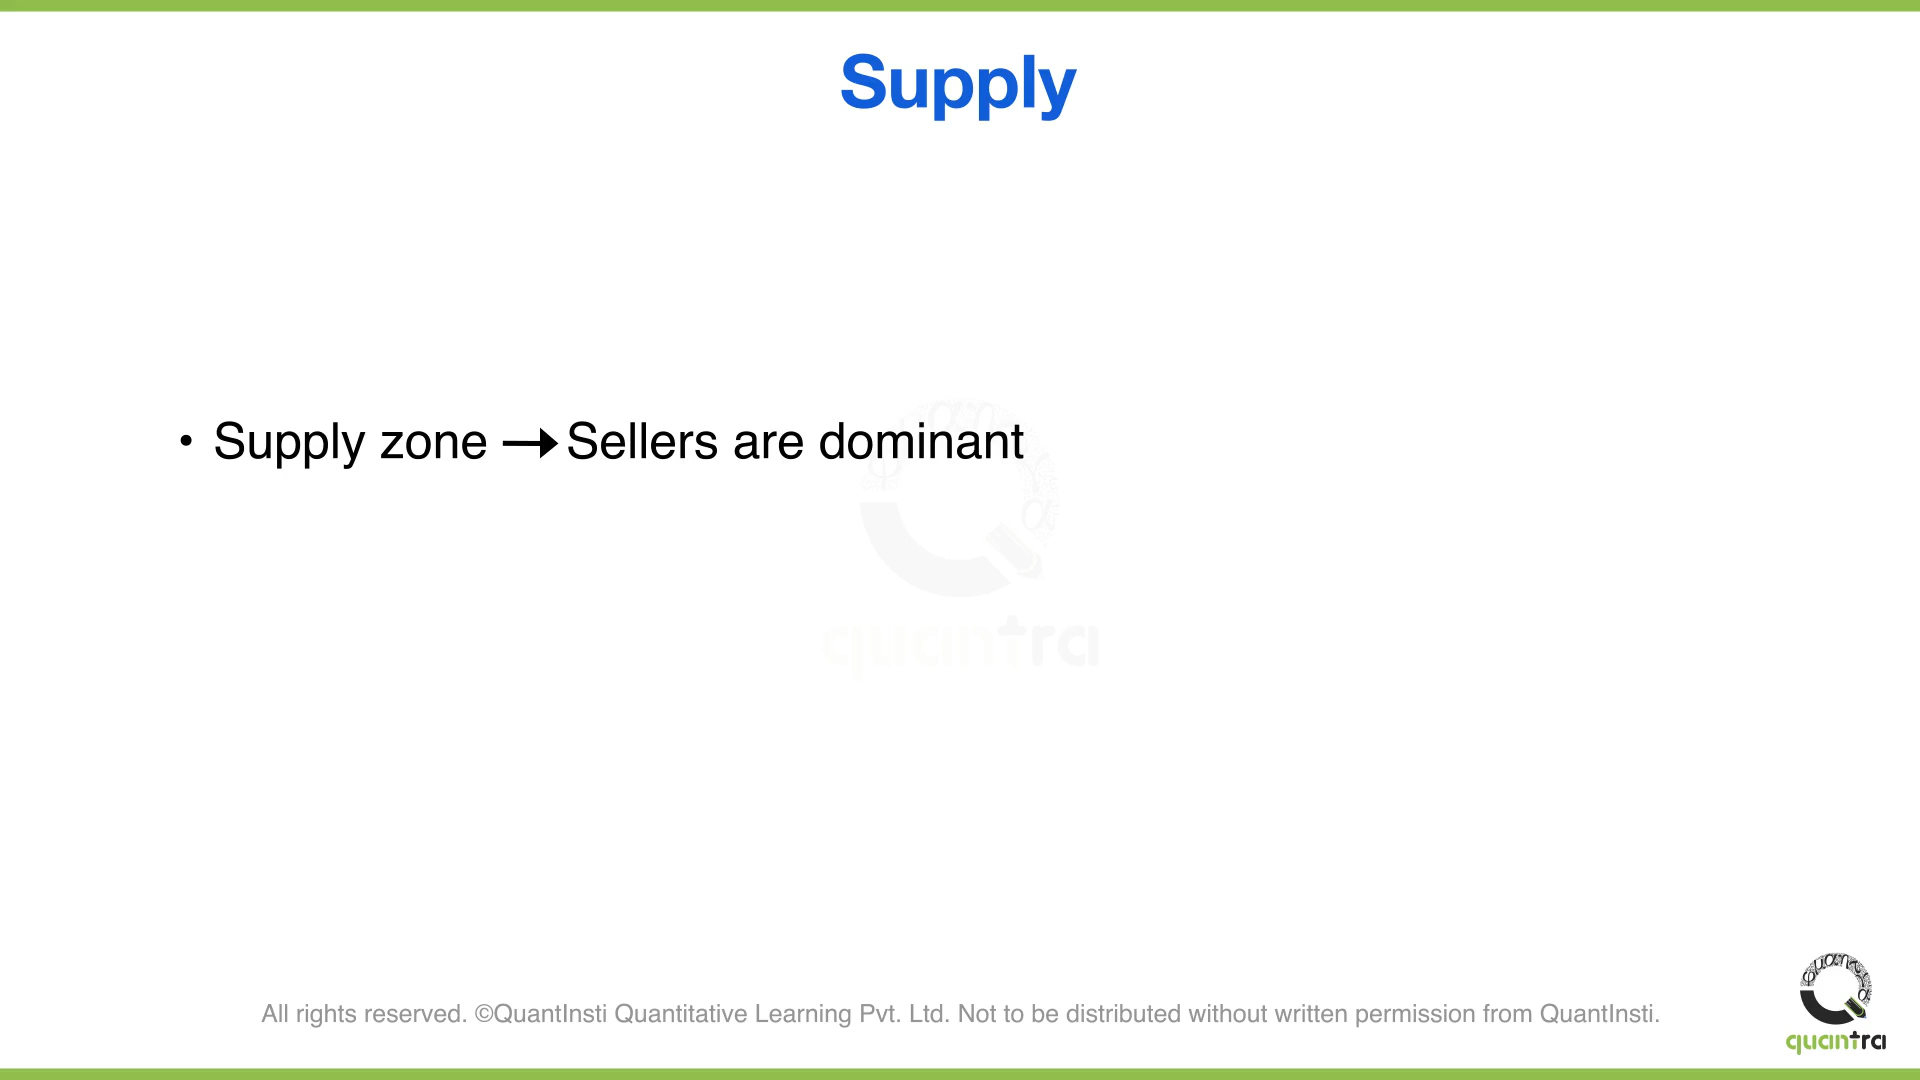 Supply
• Supply zone → Sellers are dominant
quantra
All rights reserved. ©QuantInsti Quantitative Learning Pvt. Ltd. Not to be distributed without written permission from QuantInsti.
quantra